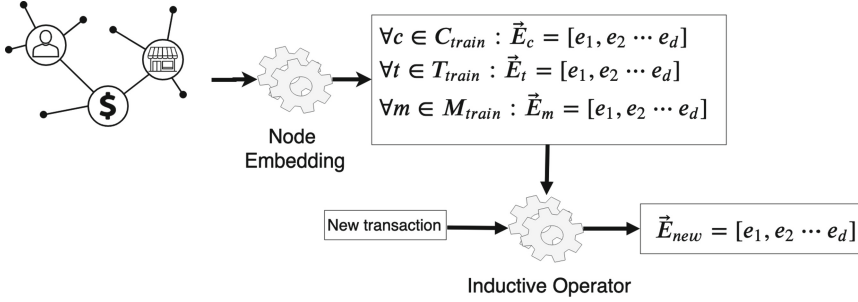 $
∀c ∈ C_train : E⃗_c = [e_1, e_2 ⋯ e_d]
∀t ∈ T_train : E⃗_t = [e_1, e_2 ⋯ e_d]
∀m ∈ M_train : E⃗_m = [e_1, e_2 ⋯ e_d]
Node
Embedding
New transaction
E⃗_new = [e_1, e_2 ⋯ e_d]
Inductive Operator